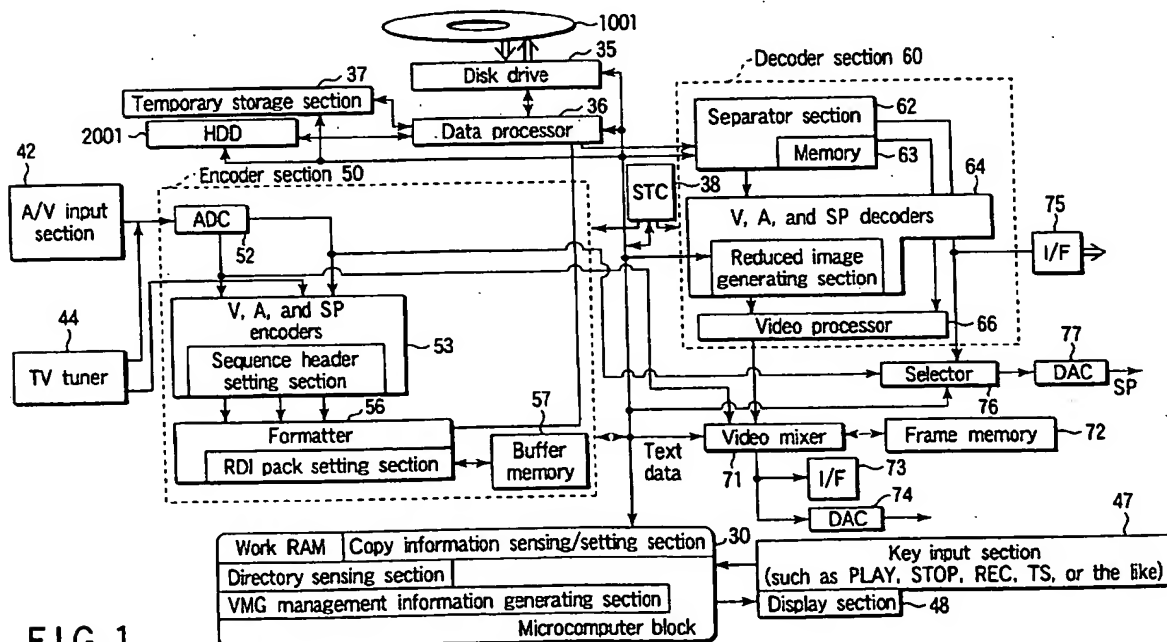 1001
35
Disk drive
37
Temporary storage section
2001
HDD
36
Data processor
Decoder section 60
62
Separator section
Memory
63
42
A/V input
section
Encoder section 50
ADC
52
STC
38
64
V, A, and SP decoders
Reduced image
generating section
75
I/F
Video processor
66
44
TV tuner
V, A, and SP
encoders
Sequence header
setting section
53
77
Selector
DAC
76
SP
56
Formatter
RDI pack setting section
57
Buffer
memory
Text
data
Video mixer
71
Frame memory
72
I/F
73
74
DAC
47
30
Work RAM
Copy information sensing/setting section
Directory sensing section
VMG management information generating section
Microcomputer block
Key input section
(such as PLAY, STOP, REC, TS, or the like)
Display section
48
FIG. 1